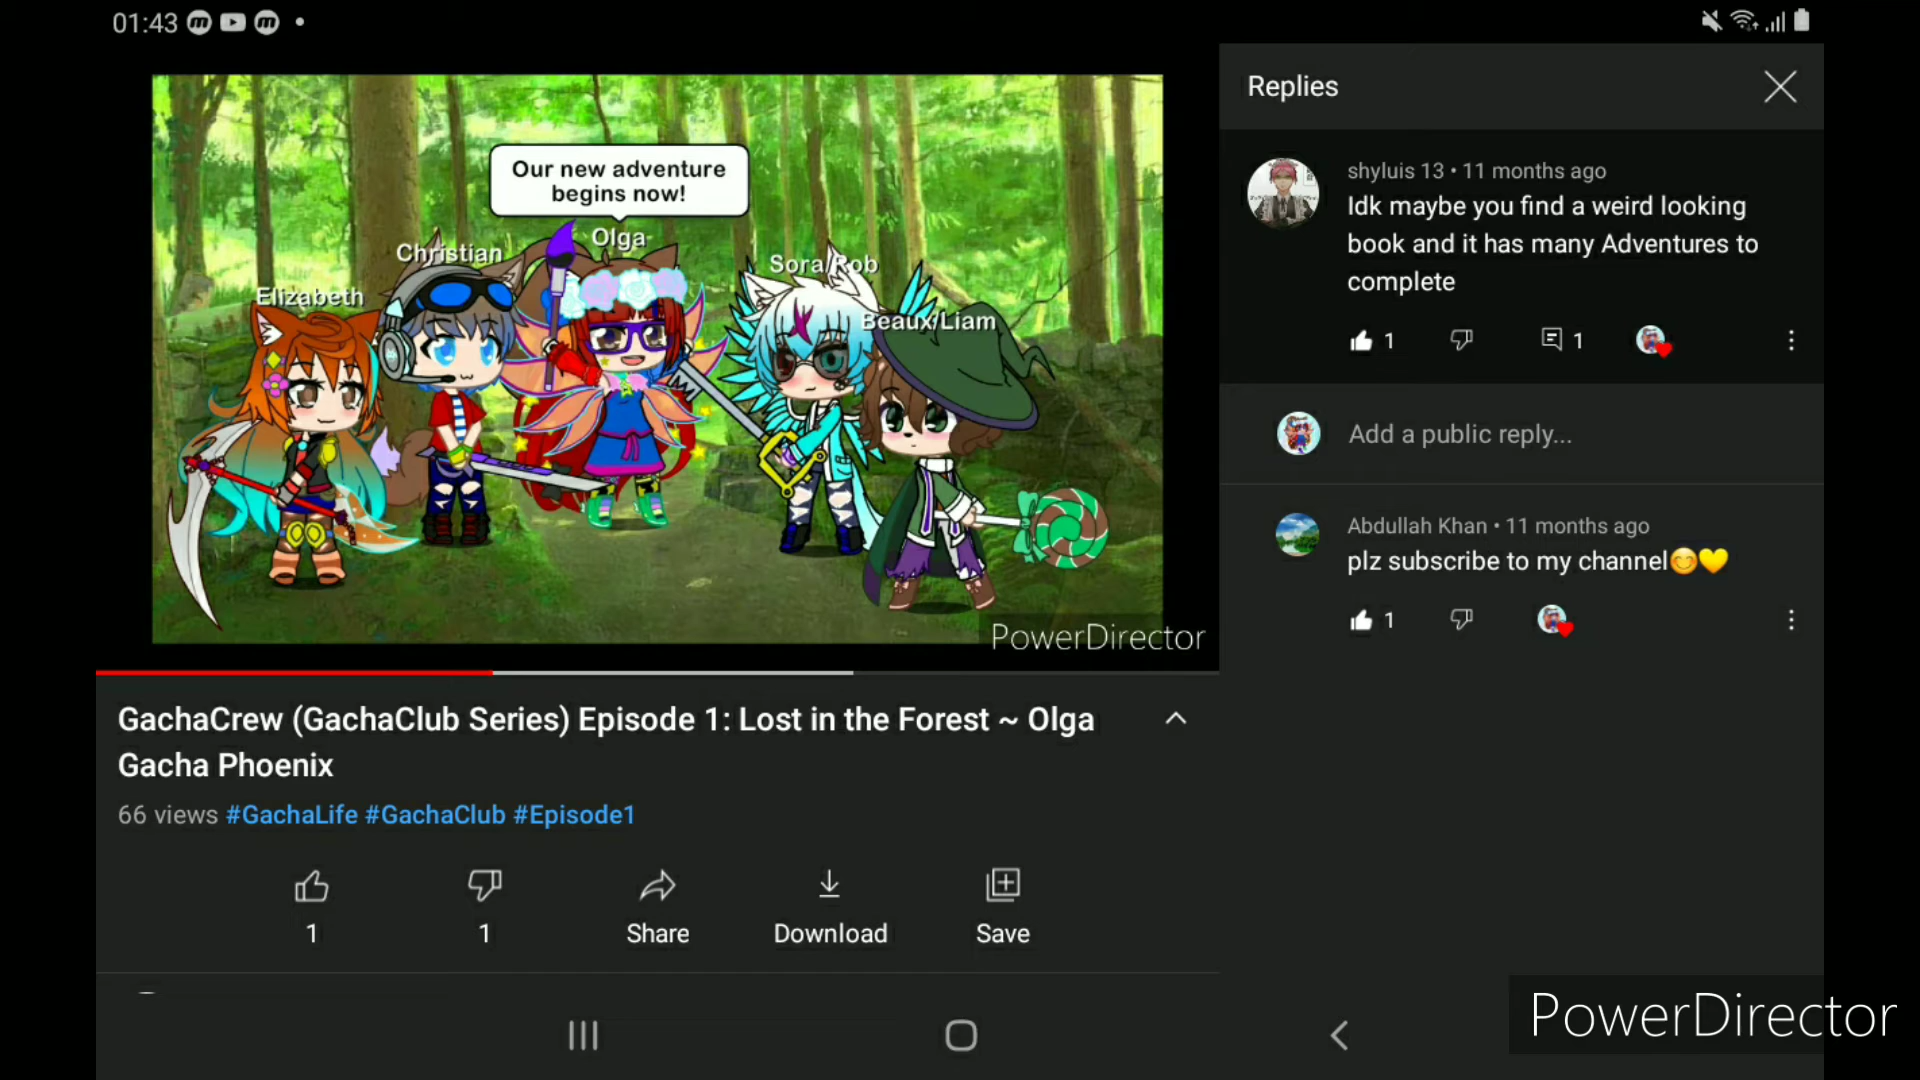 01:43
Our new adventure
begins now!
Elizabeth
Christian
Olga
Sora/Rob
Beaux/Liam
PowerDirector
GachaCrew (GachaClub Series) Episode 1: Lost in the Forest ~ Olga
Gacha Phoenix
66 views #GachaLife #GachaClub #Episode1
1
1
Share
Download
Save
Replies
shyluis 13 • 11 months ago
Idk maybe you find a weird looking
book and it has many Adventures to
complete
1
1
Add a public reply...
Abdullah Khan • 11 months ago
plz subscribe to my channel😊💛
1
PowerDirector